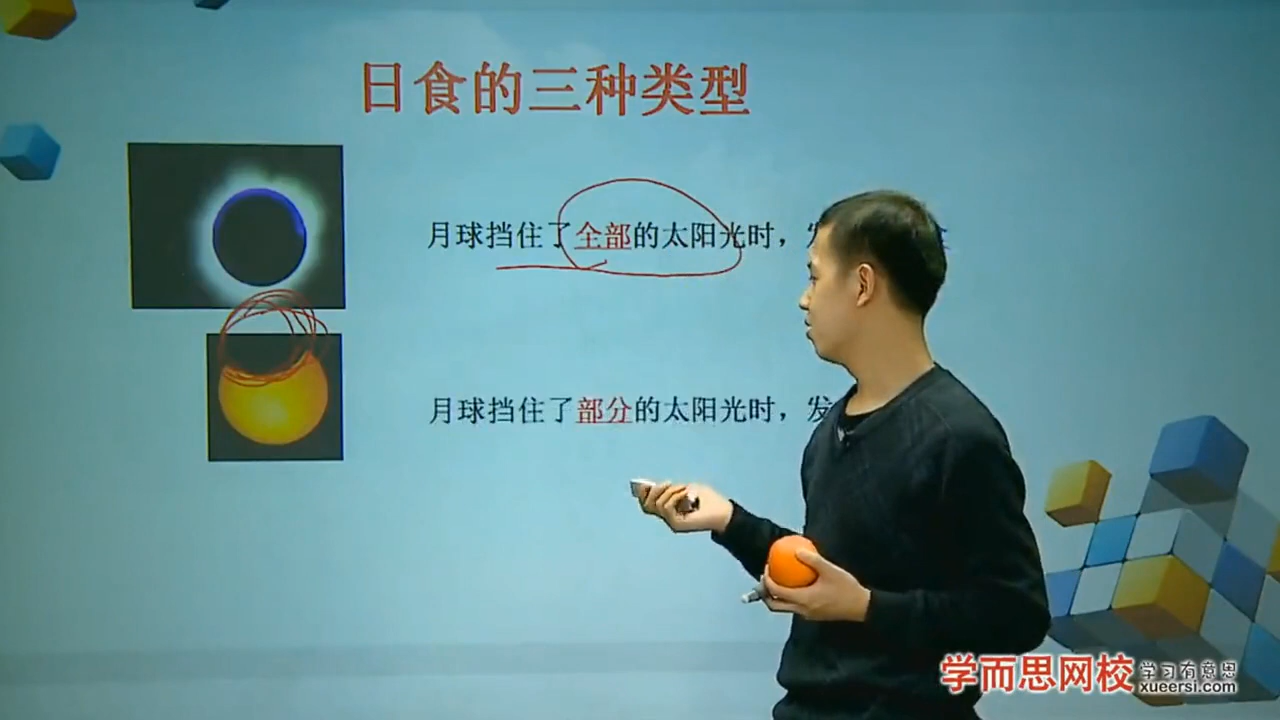 日食的三种类型
月球挡住了全部的太阳光时，
月球挡住了部分的太阳光时，发
学而思网校
学习有意思
xueersi.com